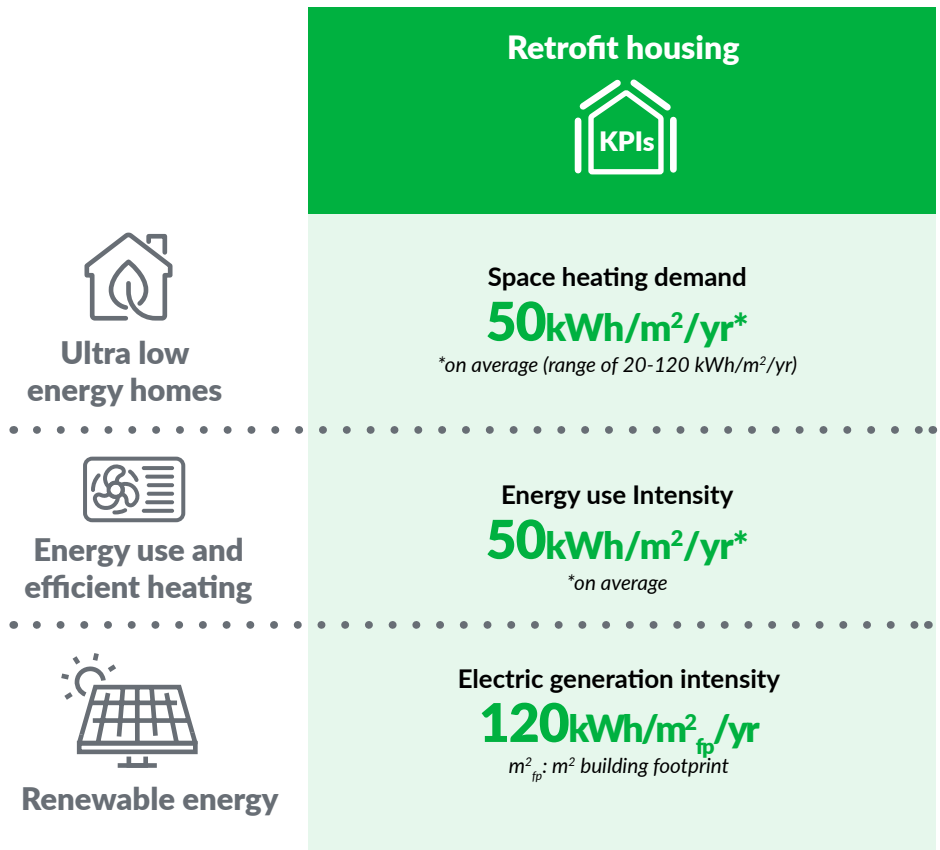 Retrofit housing
KPIs
Ultra low
energy homes
Space heating demand
50kWh/m²/yr*
*on average (range of 20-120 kWh/m²/yr)
Energy use and
efficient heating
Energy use Intensity
50kWh/m²/yr*
*on average
Renewable energy
Electric generation intensity
120kWh/m²fp/yr
m²fp: m² building footprint